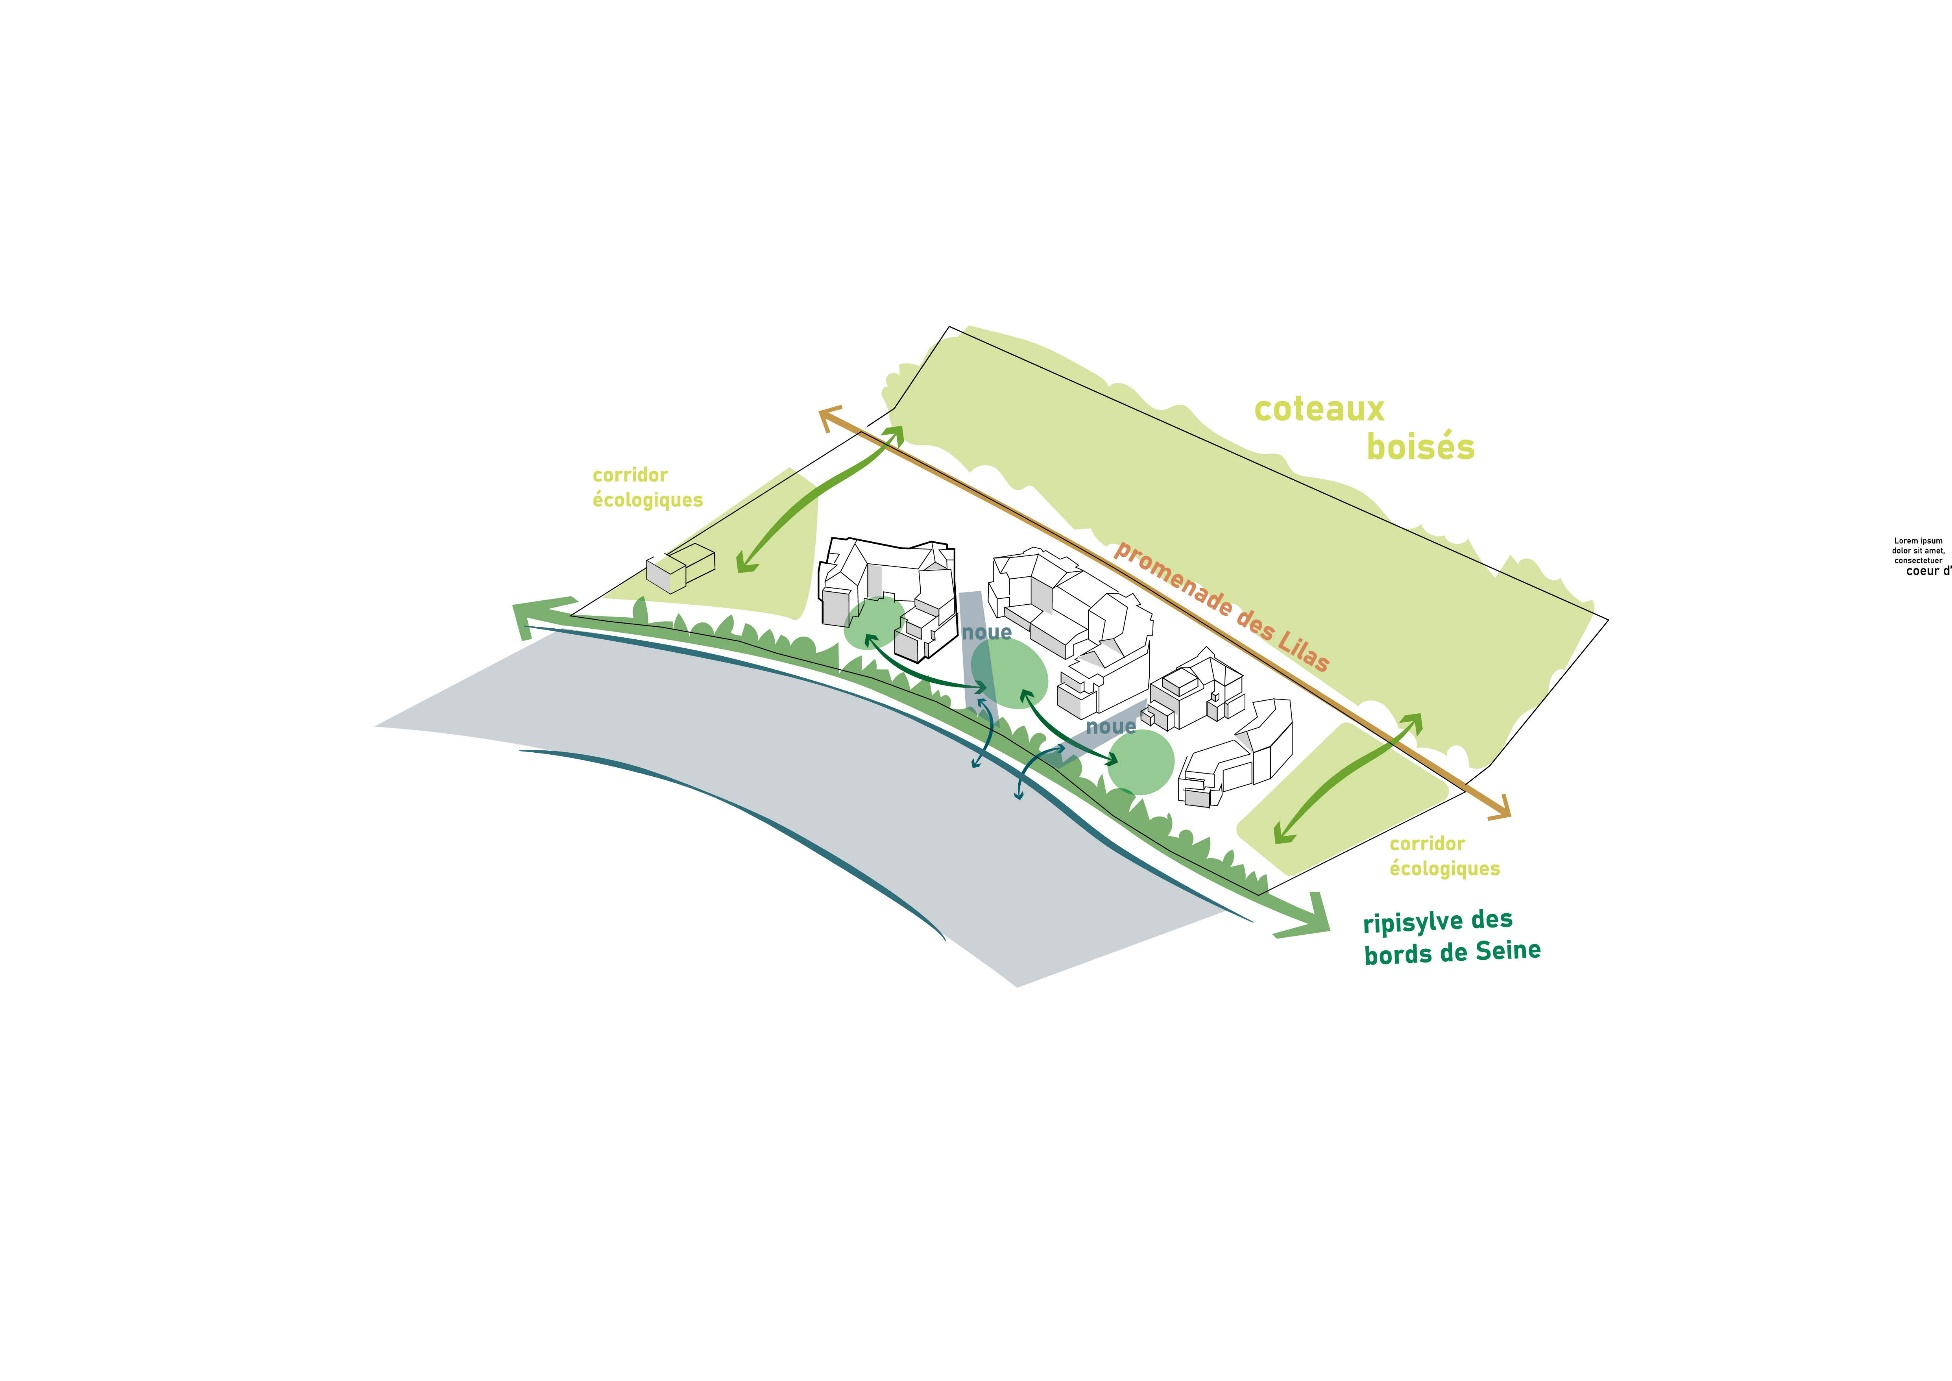 coteaux
boisés
corridor
écologiques
Lorem ipsum
dolor sit amet,
consectetuer
coeur d'
promenade des Lilas
noue
noue
corridor
écologiques
ripisylve des
bords de Seine